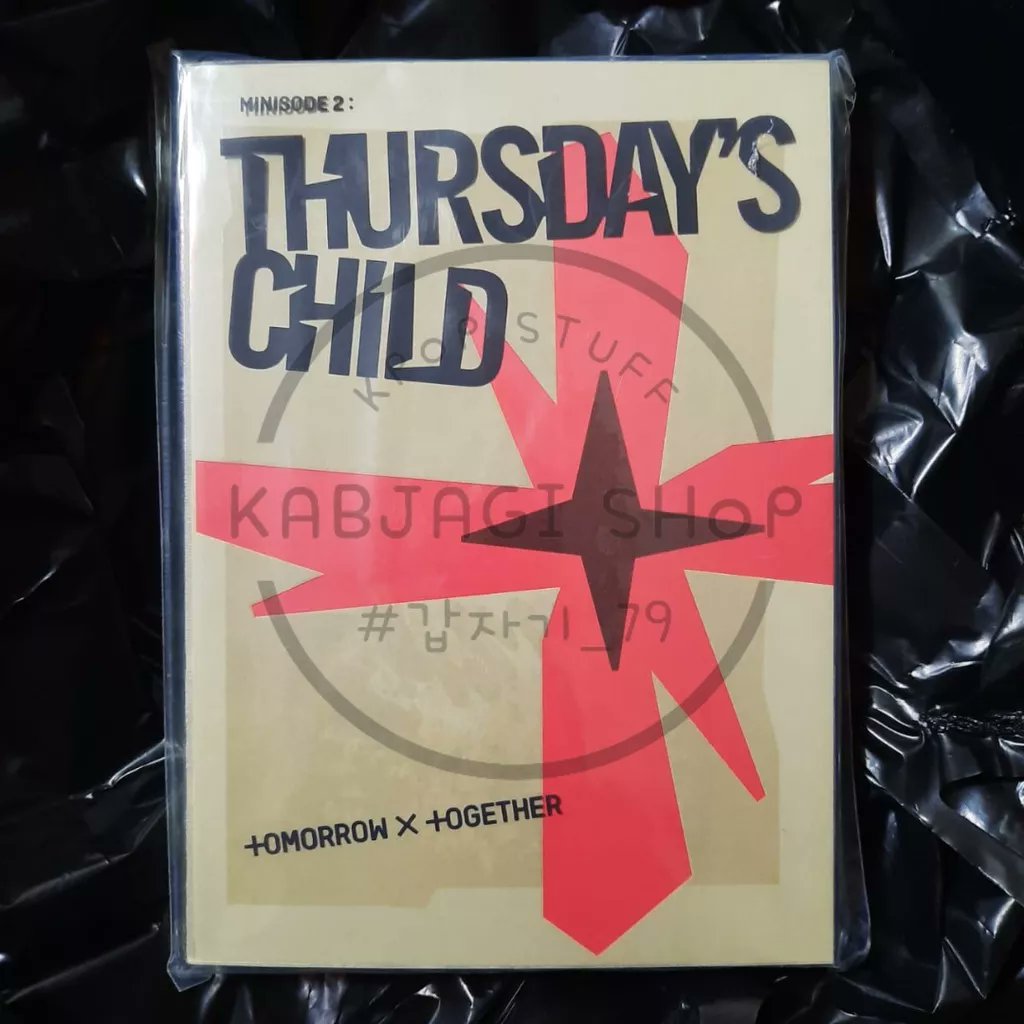 MINISODE 2:
THURSDAY'S
CHILD
KPOP STUFF
KABJAGI SHOP
#갑자기_79
TOMORROW X TOGETHER